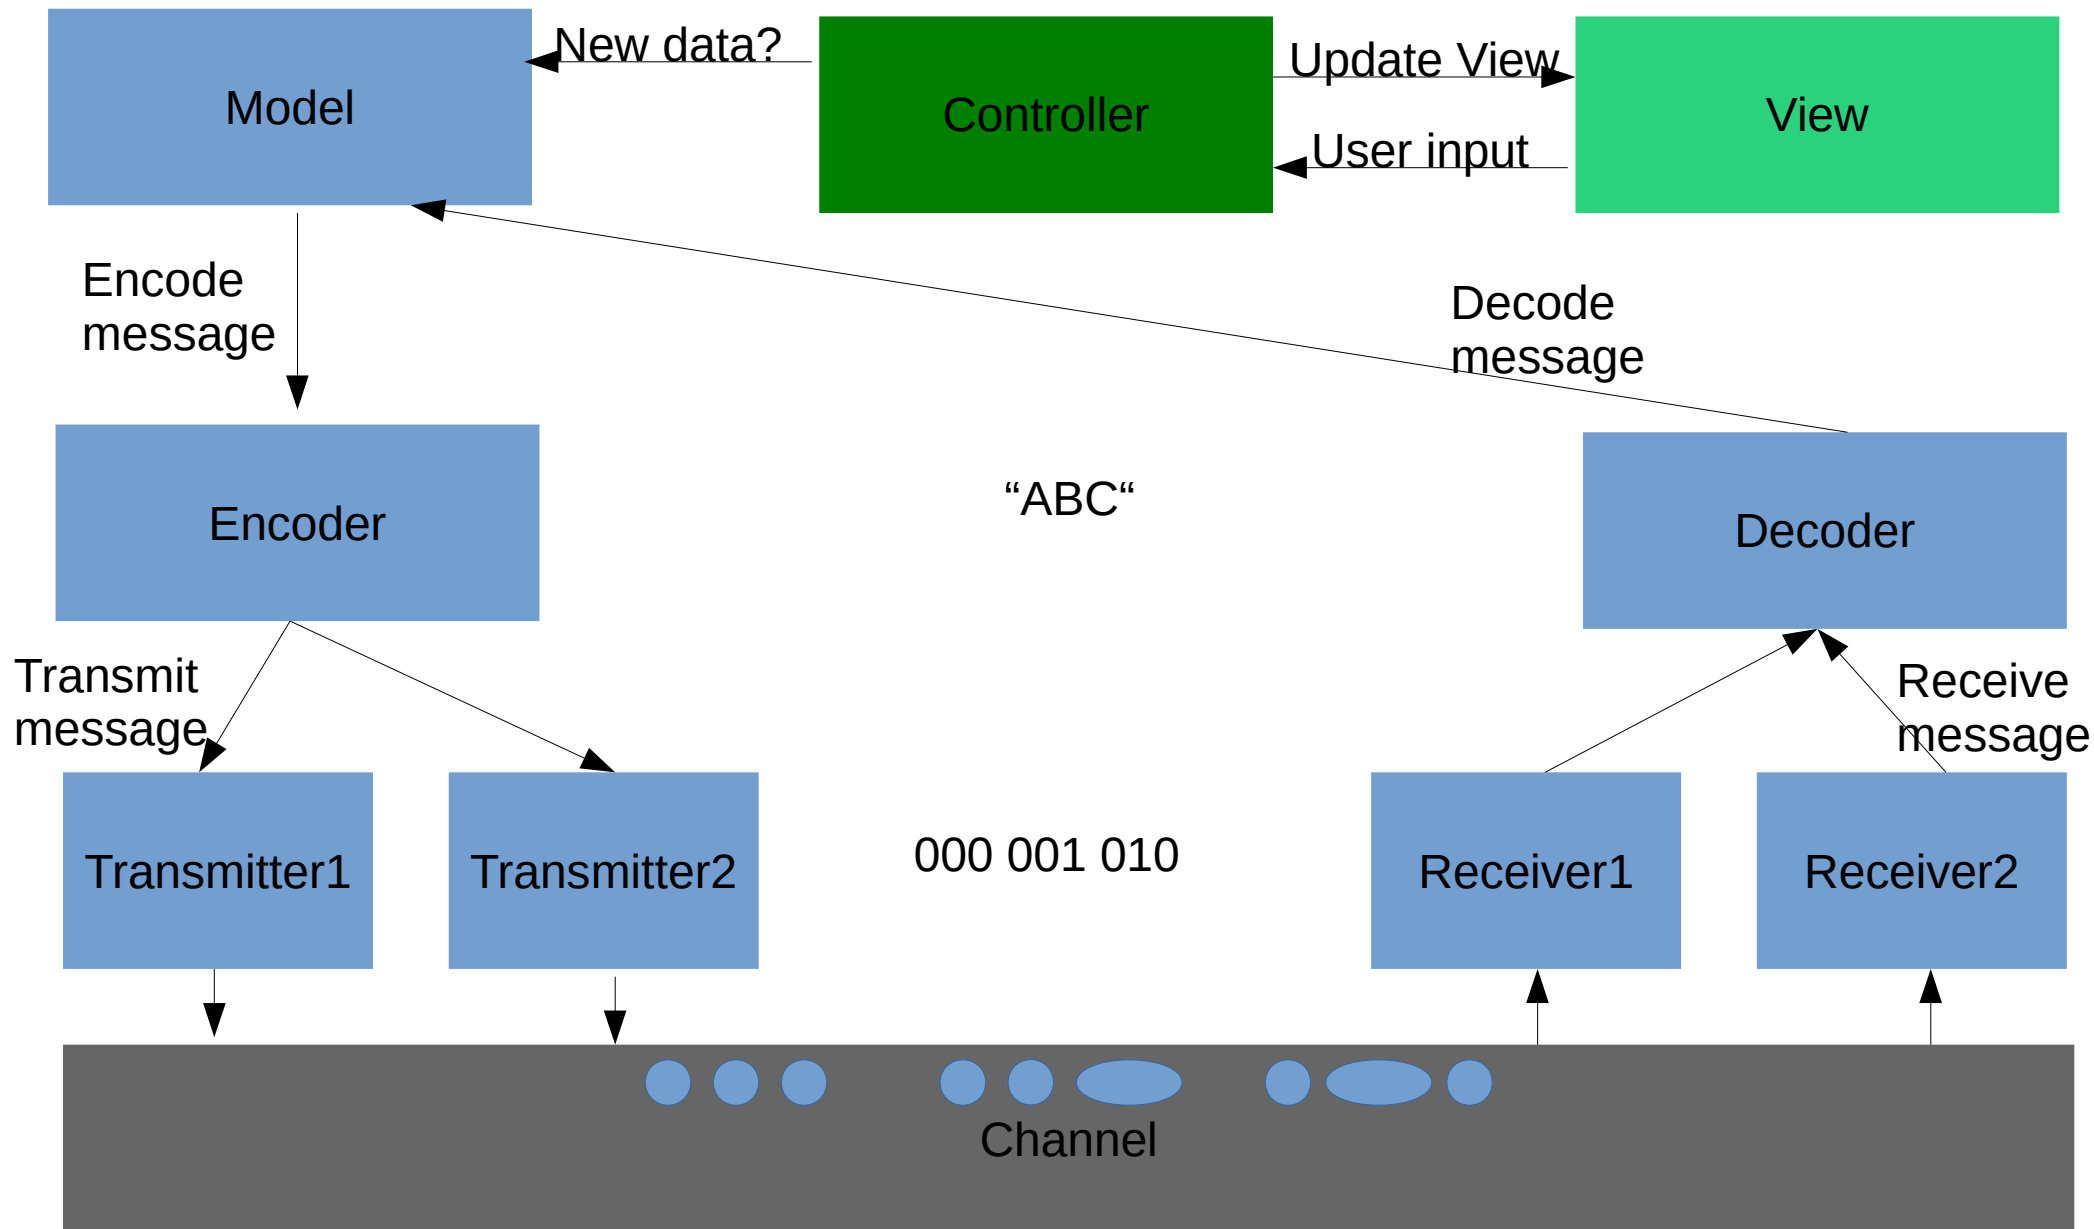 New data?
Update View
Model
Controller
View
User input
Encode
message
Decode
message
“ABC“
Encoder
Decoder
Transmit
message
Receive
message
000 001 010
Transmitter1
Transmitter2
Receiver1
Receiver2
Channel